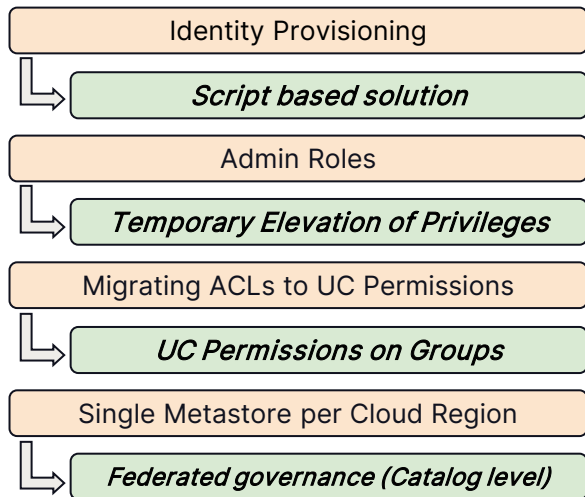 Identity Provisioning
Script based solution
Admin Roles
Temporary Elevation of Privileges
Migrating ACLs to UC Permissions
UC Permissions on Groups
Single Metastore per Cloud Region
Federated governance (Catalog level)